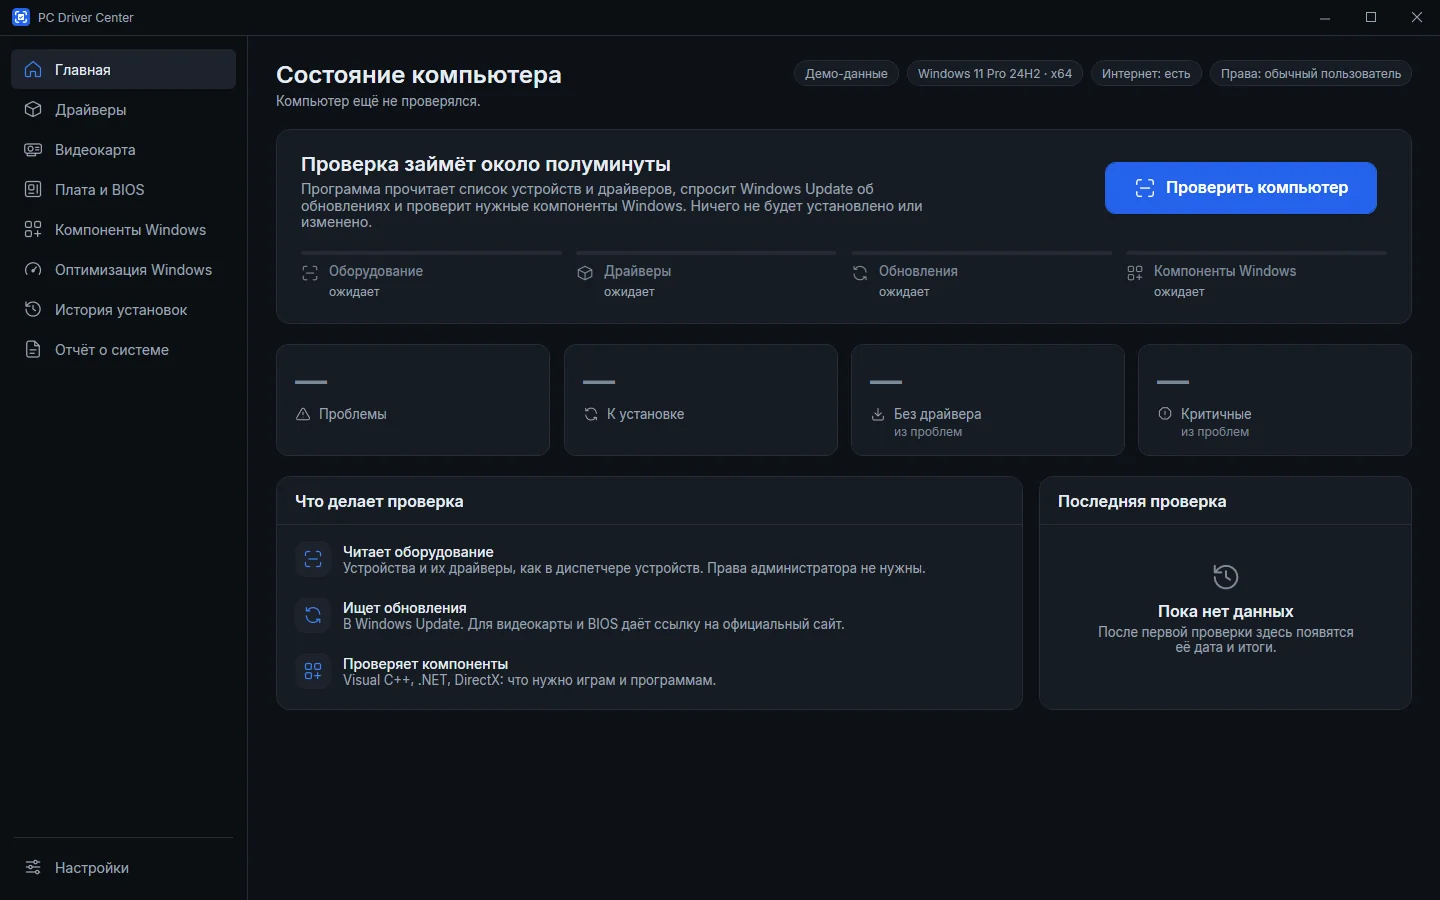 PC Driver Center
Главная
Драйверы
Видеокарта
Плата и BIOS
Компоненты Windows
Оптимизация Windows
История установок
Отчёт о системе
Настройки
Состояние компьютера
Компьютер ещё не проверялся.
Демо-данные
Windows 11 Pro 24H2 · x64
Интернет: есть
Права: обычный пользователь
Проверка займёт около полуминуты
Программа прочитает список устройств и драйверов, спросит Windows Update об
обновлениях и проверит нужные компоненты Windows. Ничего не будет установлено или
изменено.
Проверить компьютер
Оборудование
ожидает
Драйверы
ожидает
Обновления
ожидает
Компоненты Windows
ожидает
—
Проблемы
—
К установке
—
Без драйвера
из проблем
—
Критичные
из проблем
Что делает проверка
Читает оборудование
Устройства и их драйверы, как в диспетчере устройств. Права администратора не нужны.
Ищет обновления
В Windows Update. Для видеокарты и BIOS даёт ссылку на официальный сайт.
Проверяет компоненты
Visual C++, .NET, DirectX: что нужно играм и программам.
Последняя проверка
Пока нет данных
После первой проверки здесь появятся
её дата и итоги.